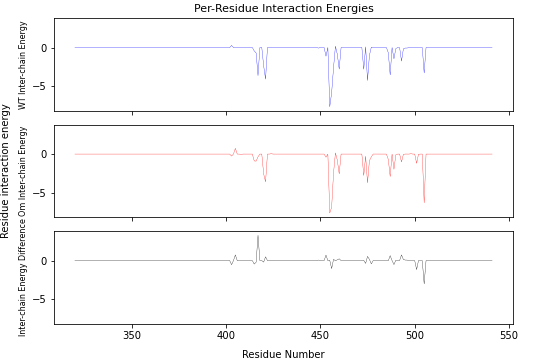 Per-Residue Interaction Energies
Residue interaction energy
WT Inter-chain Energy
0
−5
Om Inter-chain Energy
0
−5
Inter-chain Energy Difference
0
−5
350
400
450
500
550
Residue Number